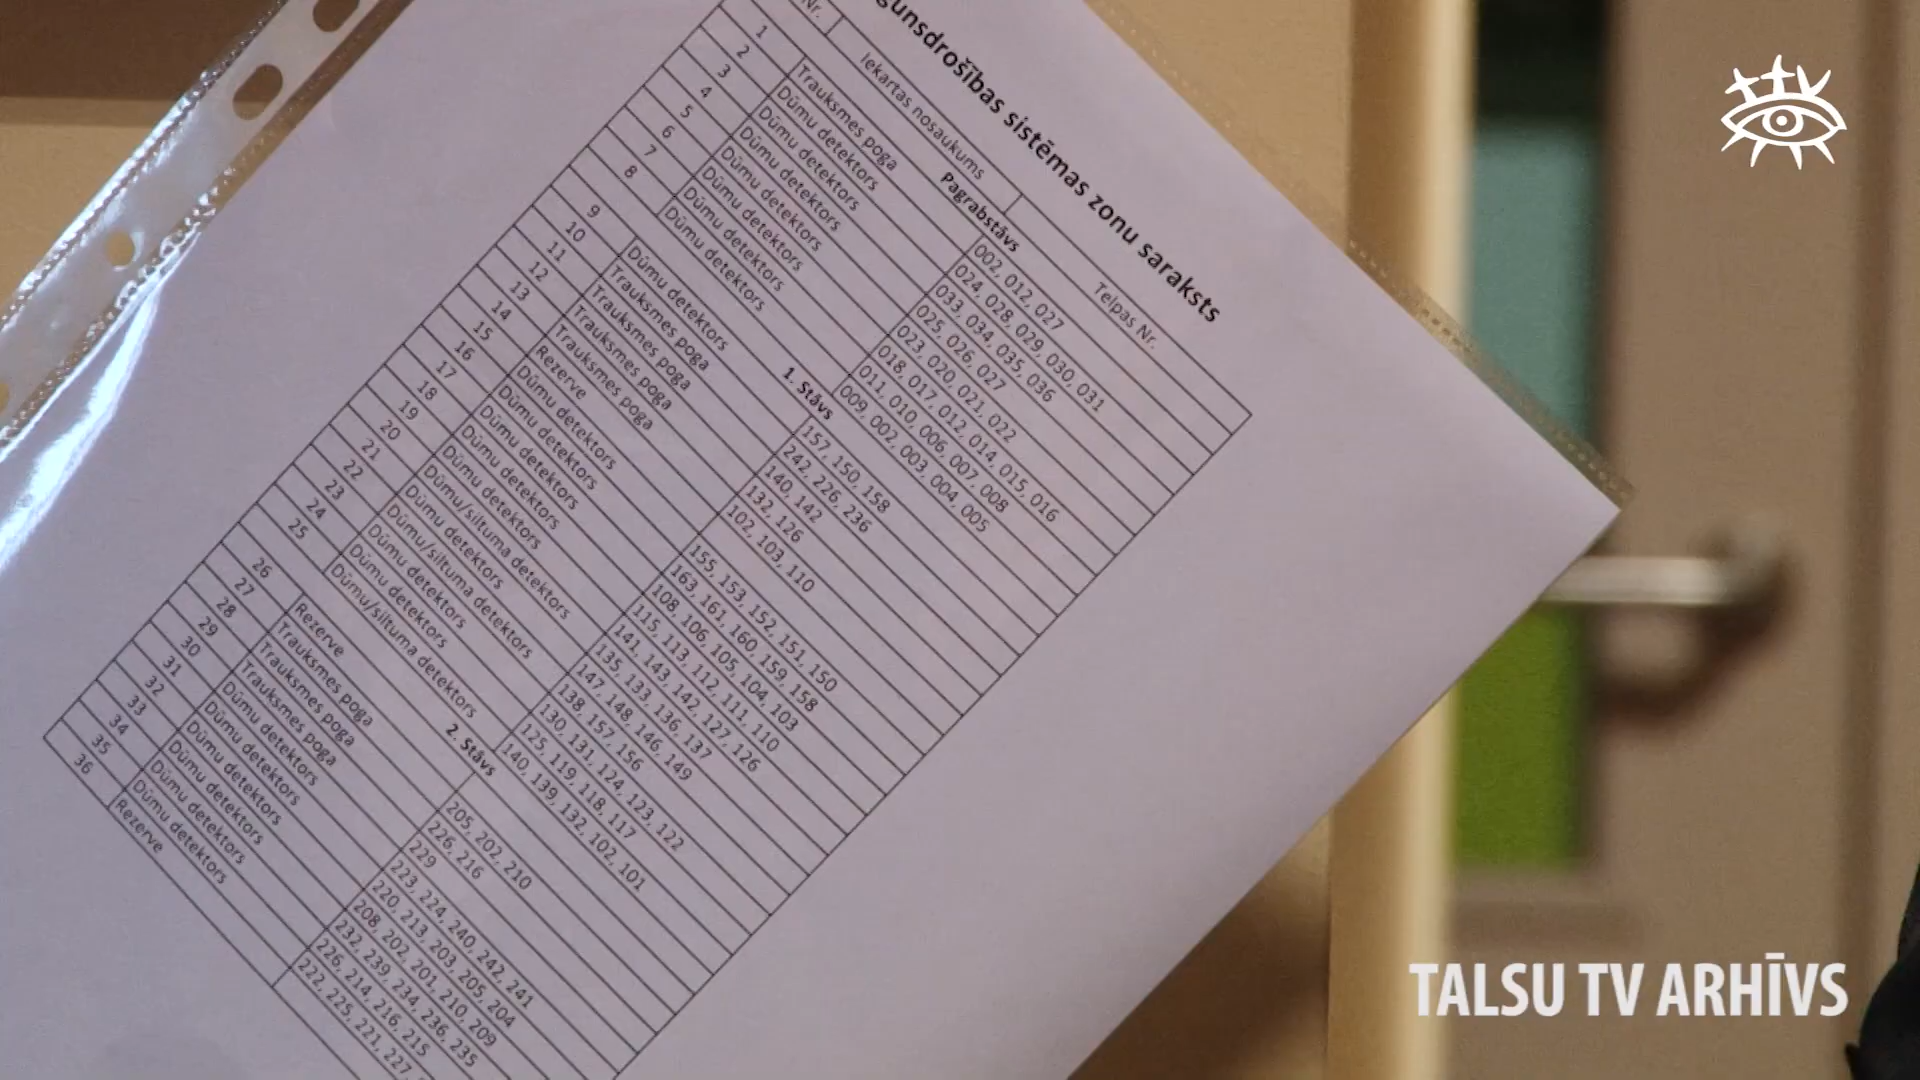 gunsdrošības sistēmas zonu saraksts
Nr. Iekārtas nosaukums Telpas Nr.
Pagrabstāvs
1 Trauksmes poga 002, 012, 027
2 Dūmu detektors 024, 028, 029, 030, 031
3 Dūmu detektors 033, 034, 035, 036
4 Dūmu detektors 025, 026, 027
5 Dūmu detektors 023, 020, 021, 022
6 Dūmu detektors 018, 017, 012, 014, 015, 016
7 Dūmu detektors 011, 010, 006, 007, 008
8 Dūmu detektors 009, 002, 003, 004, 005
1. Stāvs
9 Dūmu detektors 157, 150, 158
10 Trauksmes poga 242, 226, 236
11 Trauksmes poga 140, 142
12 Trauksmes poga 132, 126
13 Trauksmes poga 102, 103, 110
14 Rezerve
15 Dūmu detektors 155, 153, 152, 151, 150
16 Dūmu detektors 163, 161, 160, 159, 158
17 Dūmu detektors 108, 106, 105, 104, 103
18 Dūmu detektors 115, 113, 112, 111, 110
19 Dūmu detektors 141, 143, 142, 127, 126
20 Dūmu/siltuma detektors 135, 133, 136, 137
21 Dūmu detektors 147, 148, 146, 149
22 Dūmu/siltuma detektors 138, 157, 156
23 Dūmu detektors 130, 131, 124, 123, 122
24 Dūmu detektors 125, 119, 118, 117
25 Dūmu/siltuma detektors 140, 139, 132, 102, 101
2. Stāvs
26 Rezerve
27 Trauksmes poga 205, 202, 210
28 Trauksmes poga 226, 216
29 Trauksmes poga 229
30 Dūmu detektors 223, 224, 240, 242, 241
31 Dūmu detektors 220, 213, 203, 205, 204
32 Dūmu detektors 208, 202, 201, 210, 209
33 Dūmu detektors 232, 239, 234, 236, 235
34 Dūmu detektors 226, 214, 216, 215
35 Dūmu detektors 222, 225, 221, 227,
36 Rezerve
ttv
TALSU TV ARHĪVS